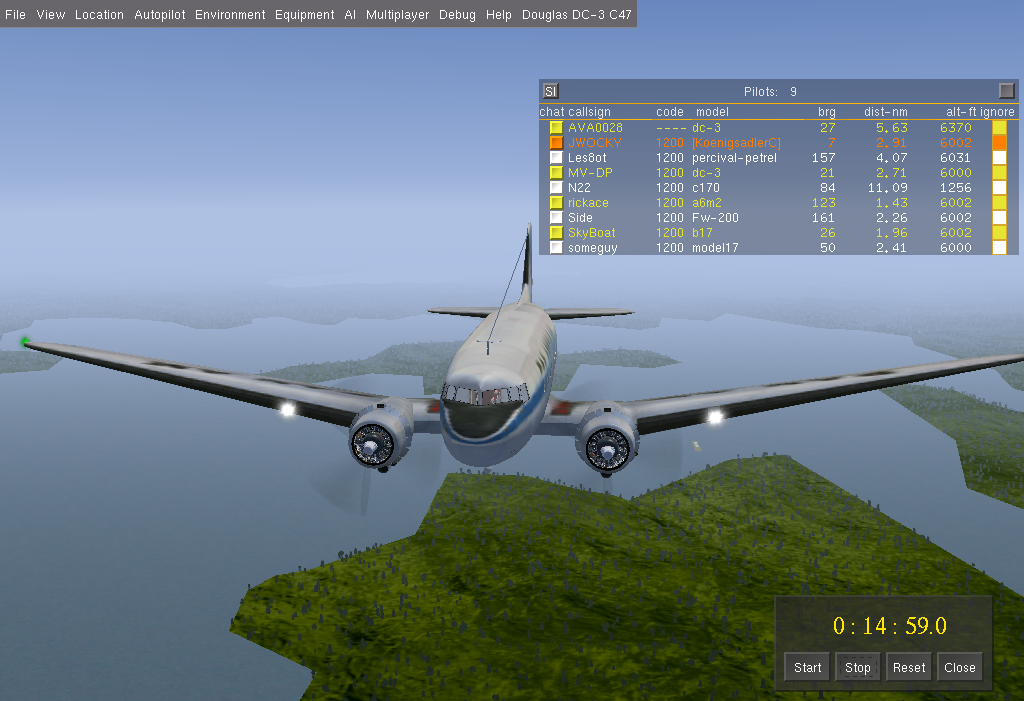 File View Location Autopilot Environment Equipment AI Multiplayer Debug Help Douglas DC-3 C47
SI Pilots: 9
chat callsign code model brg dist-nm alt-ft ignore
AVA0028 ---- dc-3 27 5.63 6370
JWOCKY 1200 [KoenigsadlerC] 7 2.91 6002
Les8ot 1200 percival-petrel 157 4.07 6031
MV-DP 1200 dc-3 21 2.71 6000
N22 1200 c170 84 11.09 1256
rickace 1200 a6m2 123 1.43 6002
Side 1200 Fw-200 161 2.26 6002
SkyBoat 1200 b17 26 1.96 6002
someguy 1200 model17 50 2.41 6000
0 : 14 : 59.0
Start Stop Reset Close